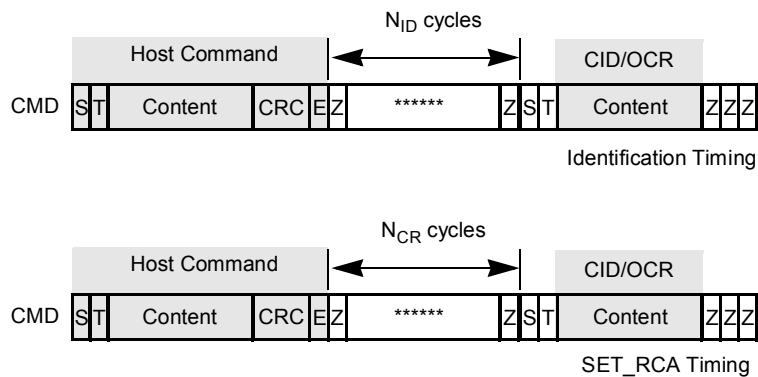 N_ID cycles
Host Command CID/OCR
CMD S T Content CRC E Z ****** Z S T Content Z Z Z
Identification Timing
N_CR cycles
Host Command CID/OCR
CMD S T Content CRC E Z ****** Z S T Content Z Z Z
SET_RCA Timing